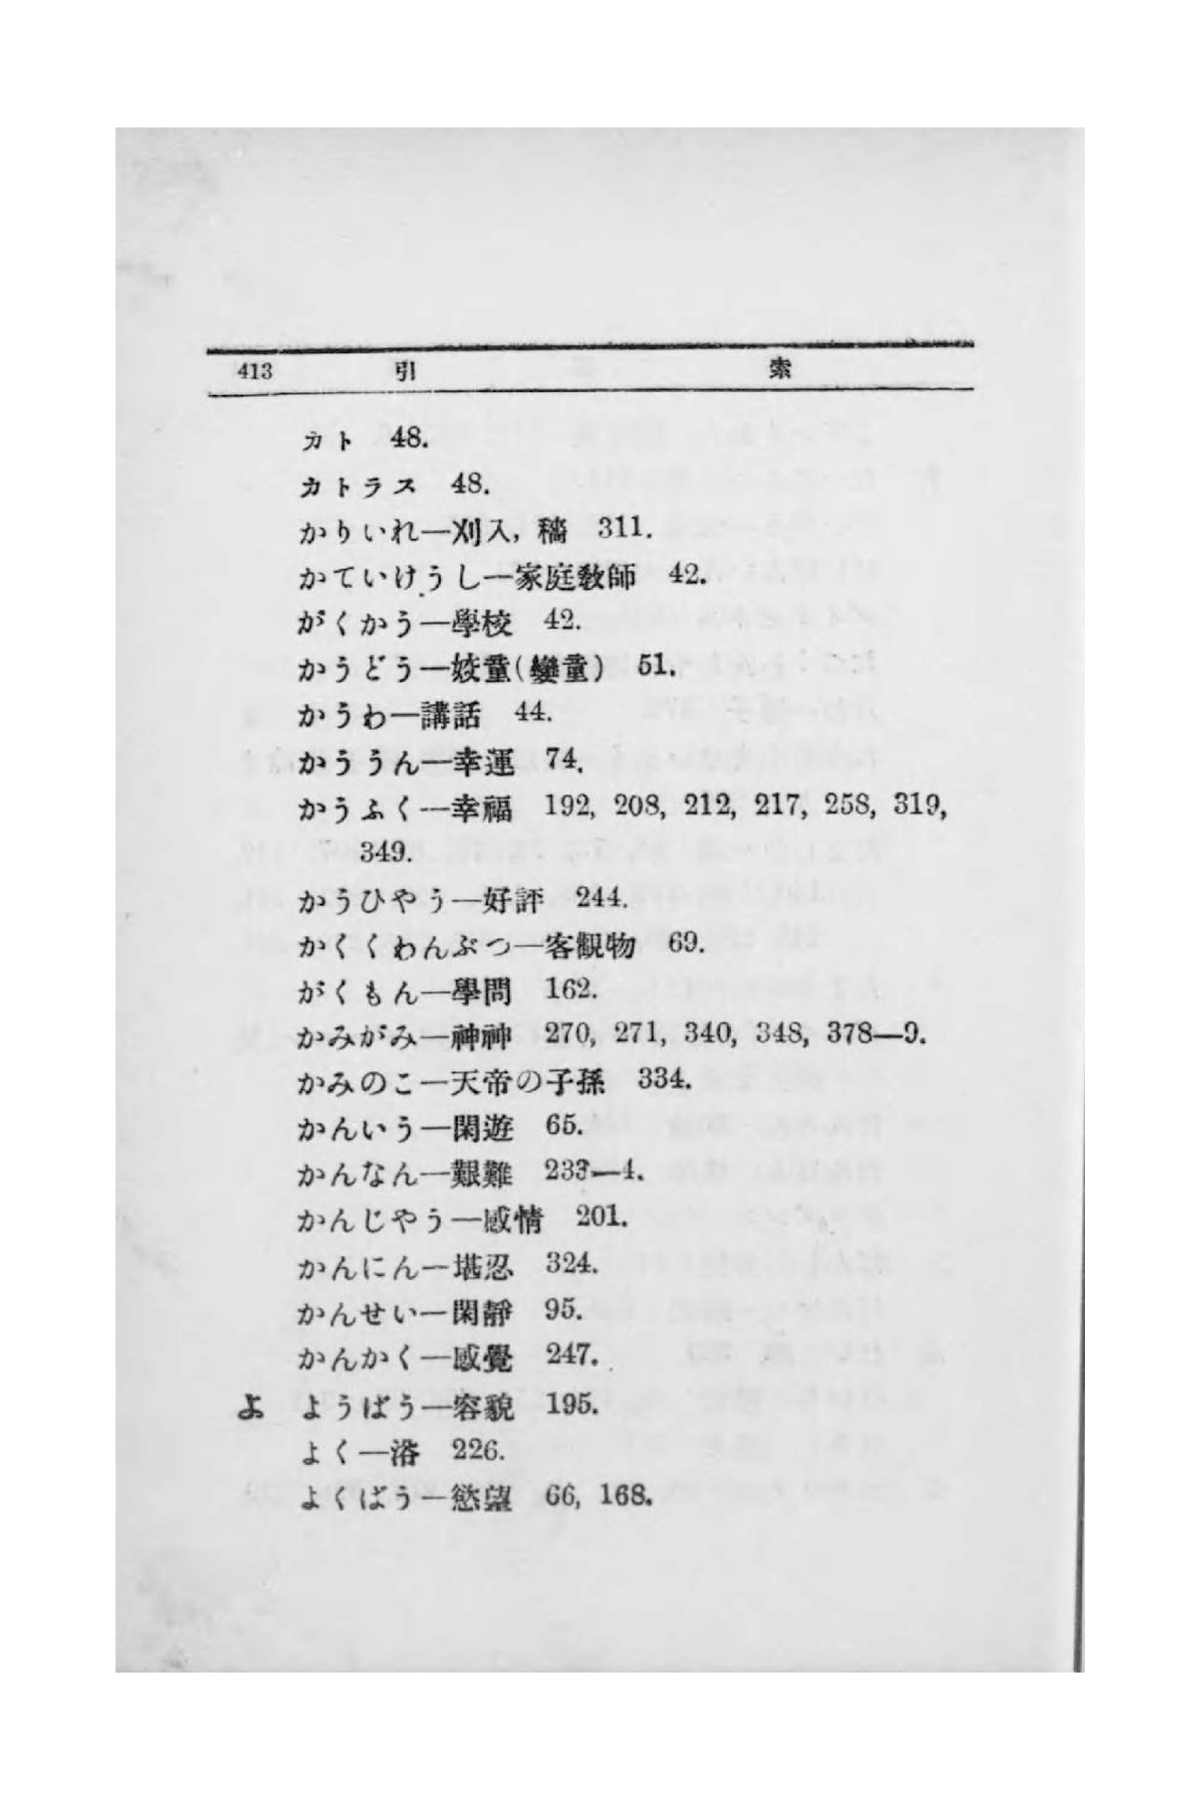 413 引 索
カト 48.
カトラス 48.
かりいれ—刈入, 穡 311.
かていけうし—家庭教師 42.
がくかう—學校 42.
かうどう—姣童(孌童) 51.
かうわ—講話 44.
かううん—幸運 74.
かうふく—幸福 192, 208, 212, 217, 258, 319,
349.
かうひやう—好評 244.
かくくわんぶつ—客観物 69.
がくもん—學問 162.
かみがみ—神神 270, 271, 340, 348, 378—9.
かみのこ—天帝の子孫 334.
かんいう—閑遊 65.
かんなん—艱難 233—4.
かんじやう—感情 201.
かんにん—堪忍 324.
かんせい—閑靜 95.
かんかく—感覺 247.
よ ようばう—容貌 195.
よく—浴 226.
よくばう—慾望 66, 168.